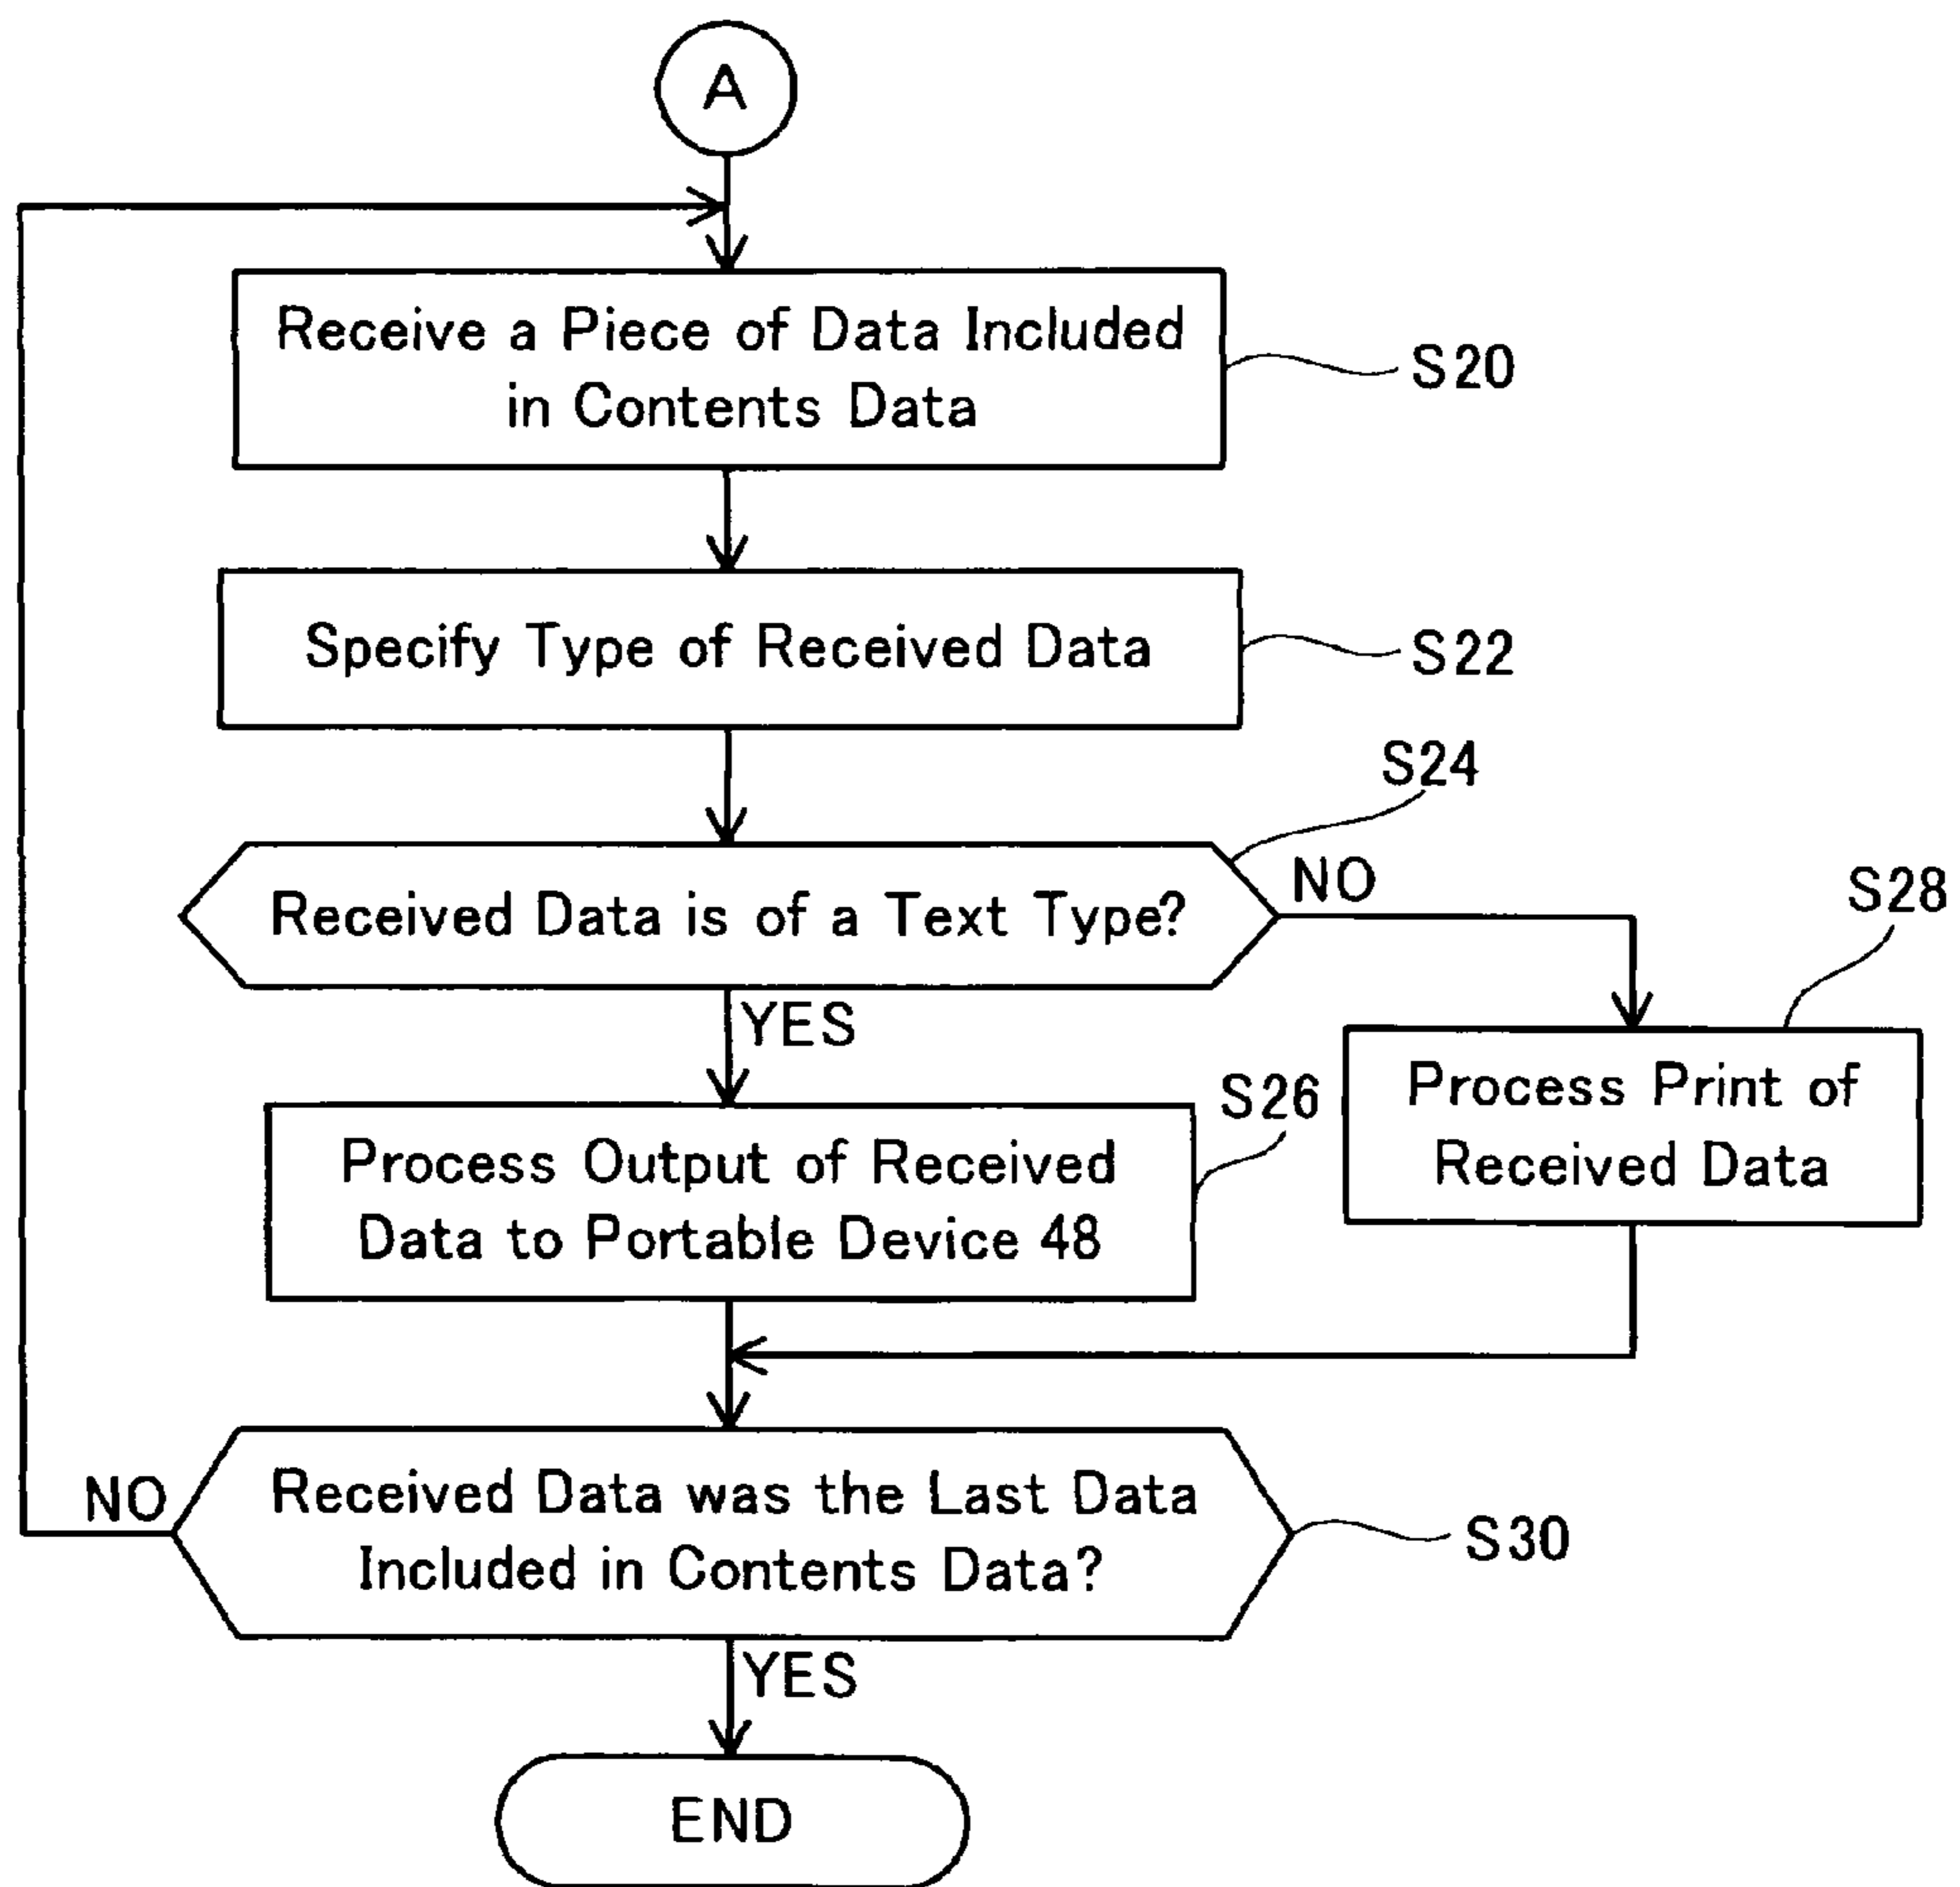 A
Receive a Piece of Data Included
in Contents Data
S20
Specify Type of Received Data
S22
S24
Received Data is of a Text Type?
NO
S28
YES
Process Print of
Received Data
S26
Process Output of Received
Data to Portable Device 48
NO
Received Data was the Last Data
Included in Contents Data?
S30
YES
END